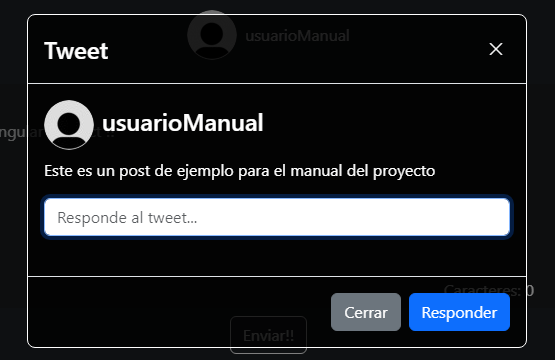 usuarioManual
Tweet
usuarioManual
Este es un post de ejemplo para el manual del proyecto
Responde al tweet...
Caracteres: 0
Cerrar
Responder
Enviar!!